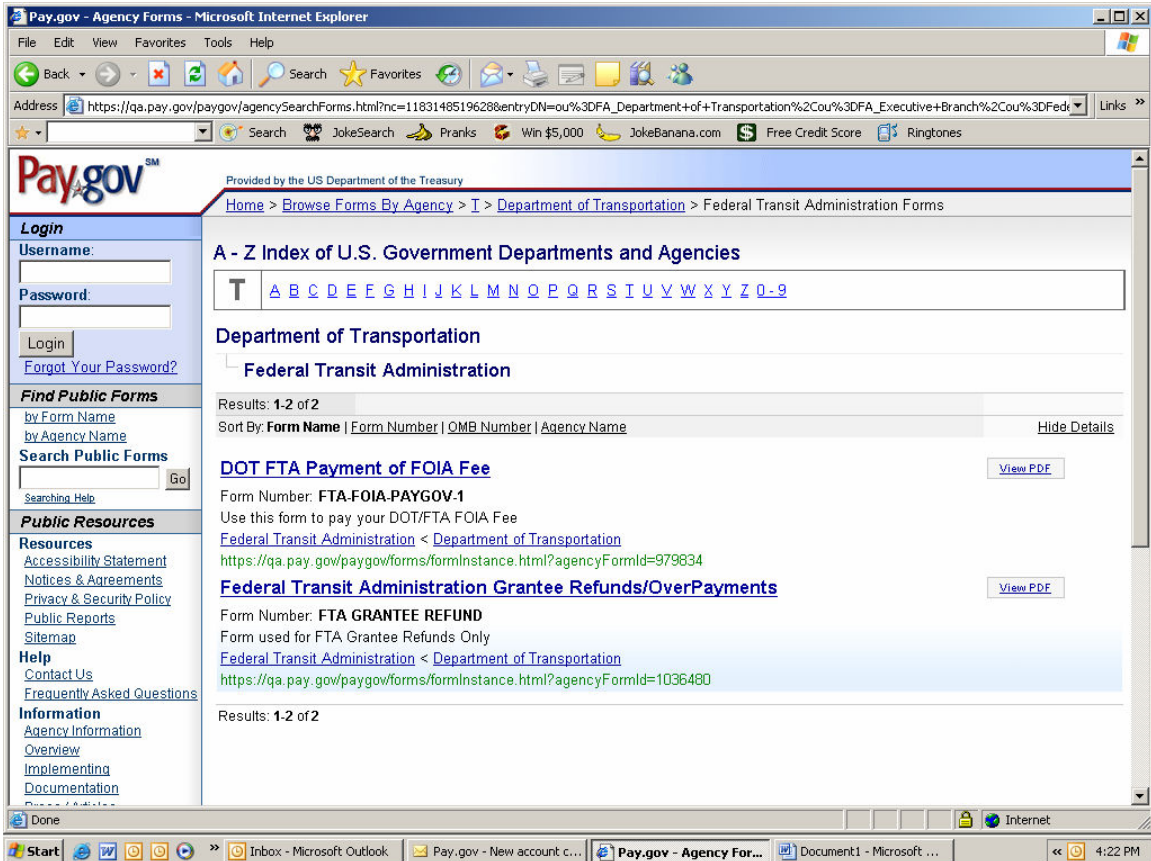 Pay.gov - Agency Forms - Microsoft Internet Explorer
File Edit View Favorites Tools Help
Back Search Favorites
Address https://qa.pay.gov/paygov/agencySearchForms.html?nc=1183148519628&entryDN=ou%3DFA_Department+of+Transportation%2Cou%3DFA_Executive+Branch%2Cou%3DFede Links »
Search JokeSearch Pranks Win $5,000 JokeBanana.com Free Credit Score Ringtones
Pay.gov SM
Provided by the US Department of the Treasury
Home > Browse Forms By Agency > T > Department of Transportation > Federal Transit Administration Forms
Login
Username:
Password:
Login
Forgot Your Password?
Find Public Forms
by Form Name
by Agency Name
Search Public Forms
Go
Searching Help
Public Resources
Resources
Accessibility Statement
Notices & Agreements
Privacy & Security Policy
Public Reports
Sitemap
Help
Contact Us
Frequently Asked Questions
Information
Agency Information
Overview
Implementing
Documentation
A - Z Index of U.S. Government Departments and Agencies
T A B C D E F G H I J K L M N O P Q R S T U V W X Y Z 0-9
Department of Transportation
Federal Transit Administration
Results: 1-2 of 2
Sort By: Form Name | Form Number | OMB Number | Agency Name Hide Details
DOT FTA Payment of FOIA Fee View PDF
Form Number: FTA-FOIA-PAYGOV-1
Use this form to pay your DOT/FTA FOIA Fee
Federal Transit Administration < Department of Transportation
https://qa.pay.gov/paygov/forms/formInstance.html?agencyFormId=979834
Federal Transit Administration Grantee Refunds/OverPayments View PDF
Form Number: FTA GRANTEE REFUND
Form used for FTA Grantee Refunds Only
Federal Transit Administration < Department of Transportation
https://qa.pay.gov/paygov/forms/formInstance.html?agencyFormId=1036480
Results: 1-2 of 2
Done Internet
Start » Inbox - Microsoft Outlook Pay.gov - New account c... Pay.gov - Agency For... Document1 - Microsoft ... « 4:22 PM